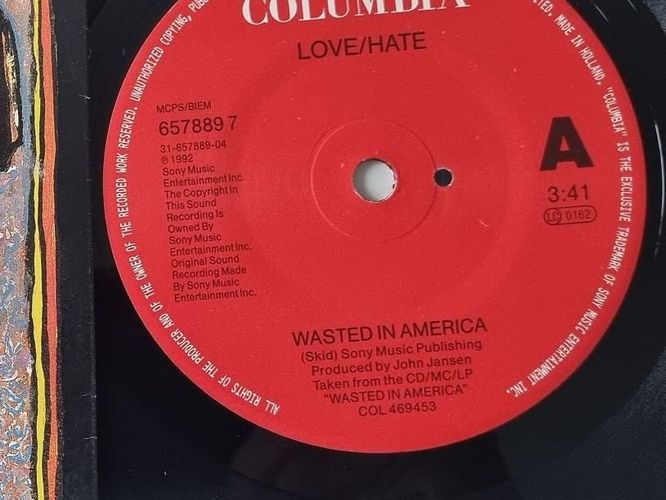 COLUMBIA
LOVE/HATE
MCPS/BIEM
657889 7
31-657889-04
℗ 1992
Sony Music
Entertainment Inc.
The Copyright In
This Sound
Recording Is
Owned By
Sony Music
Entertainment Inc.
Original Sound
Recording Made
By Sony Music
Entertainment Inc.
A
3:41
LC 0162
WASTED IN AMERICA
(Skid) Sony Music Publishing
Produced by John Jansen
Taken from the CD/MC/LP
"WASTED IN AMERICA"
COL 469453
ALL RIGHTS OF THE PRODUCER AND OF THE OWNER OF THE RECORDED WORK RESERVED. UNAUTHORIZED COPYING, PUB
TED. MADE IN HOLLAND. "COLUMBIA" IS THE EXCLUSIVE TRADEMARK OF SONY MUSIC ENTERTAINMENT INC.